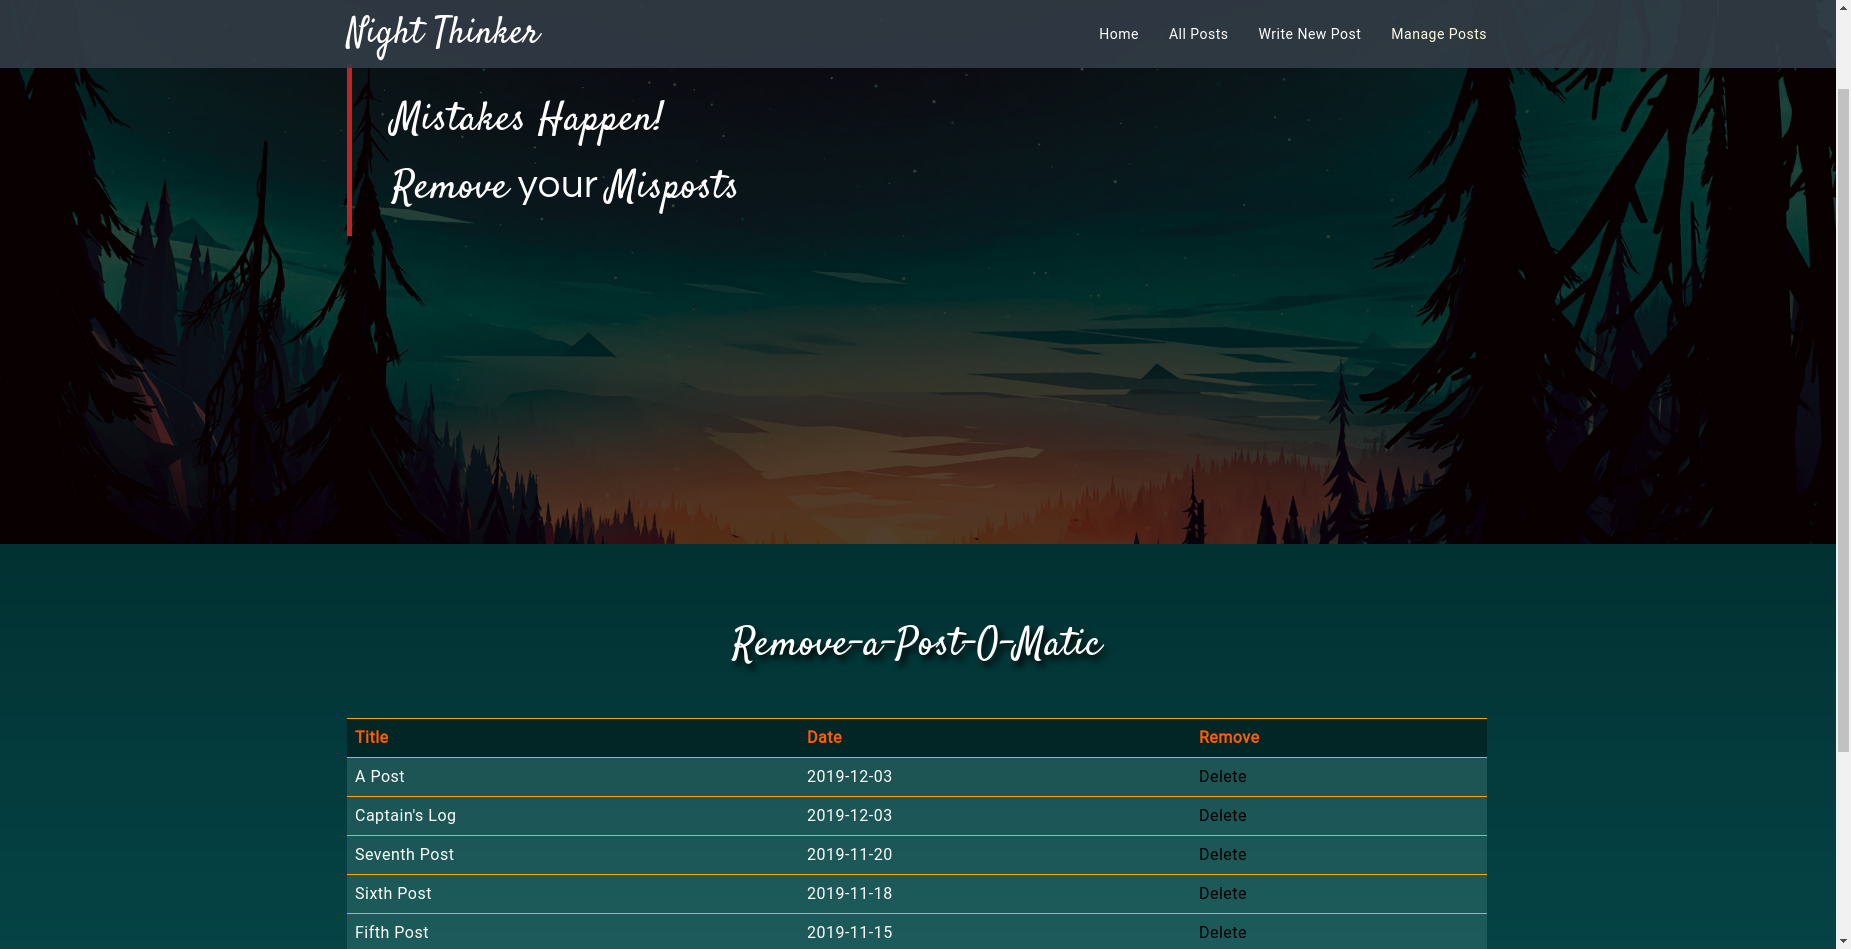 Night Thinker
Home All Posts Write New Post Manage Posts
Mistakes Happen!
Remove your Misposts
Remove-a-Post-O-Matic
Title Date Remove
A Post 2019-12-03 Delete
Captain's Log 2019-12-03 Delete
Seventh Post 2019-11-20 Delete
Sixth Post 2019-11-18 Delete
Fifth Post 2019-11-15 Delete